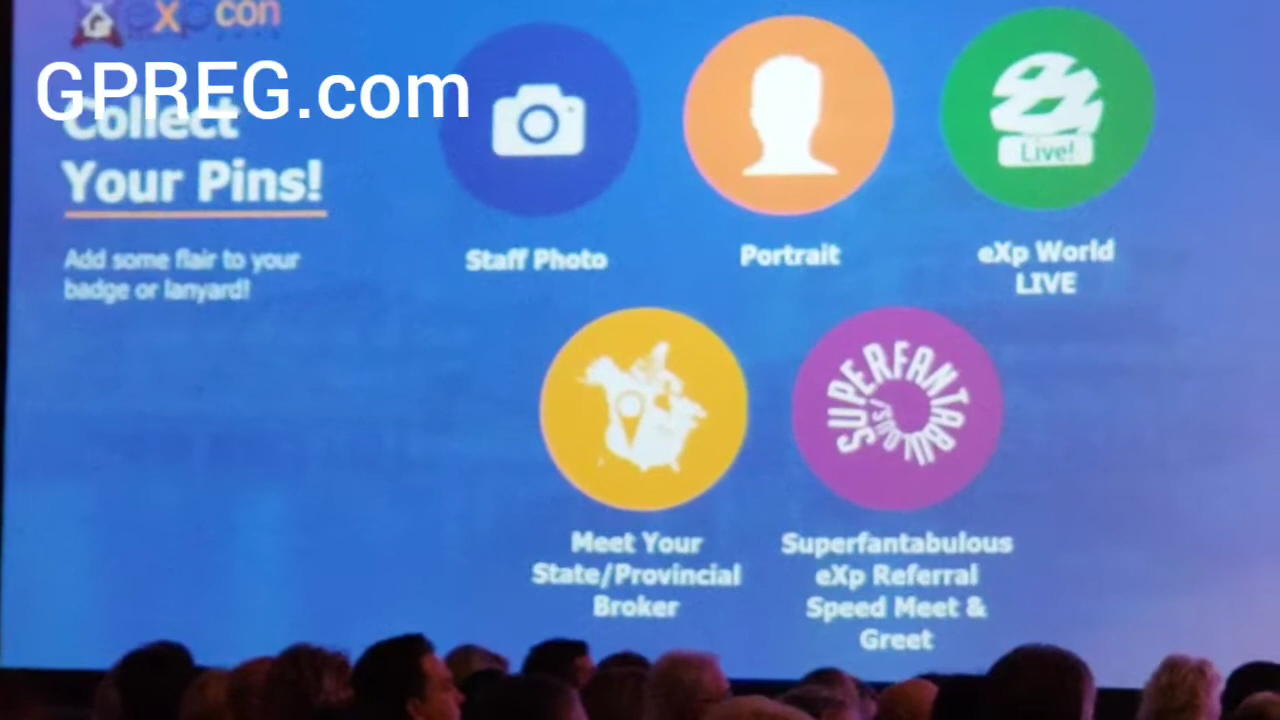 eXp con
GPREG.com
Collect
Your Pins!
Add some flair to your
badge or lanyard!
Staff Photo
Portrait
Live!
eXp World
LIVE
Meet Your
State/Provincial
Broker
SUPERFANTABULOUS
Superfantabulous
eXp Referral
Speed Meet &
Greet